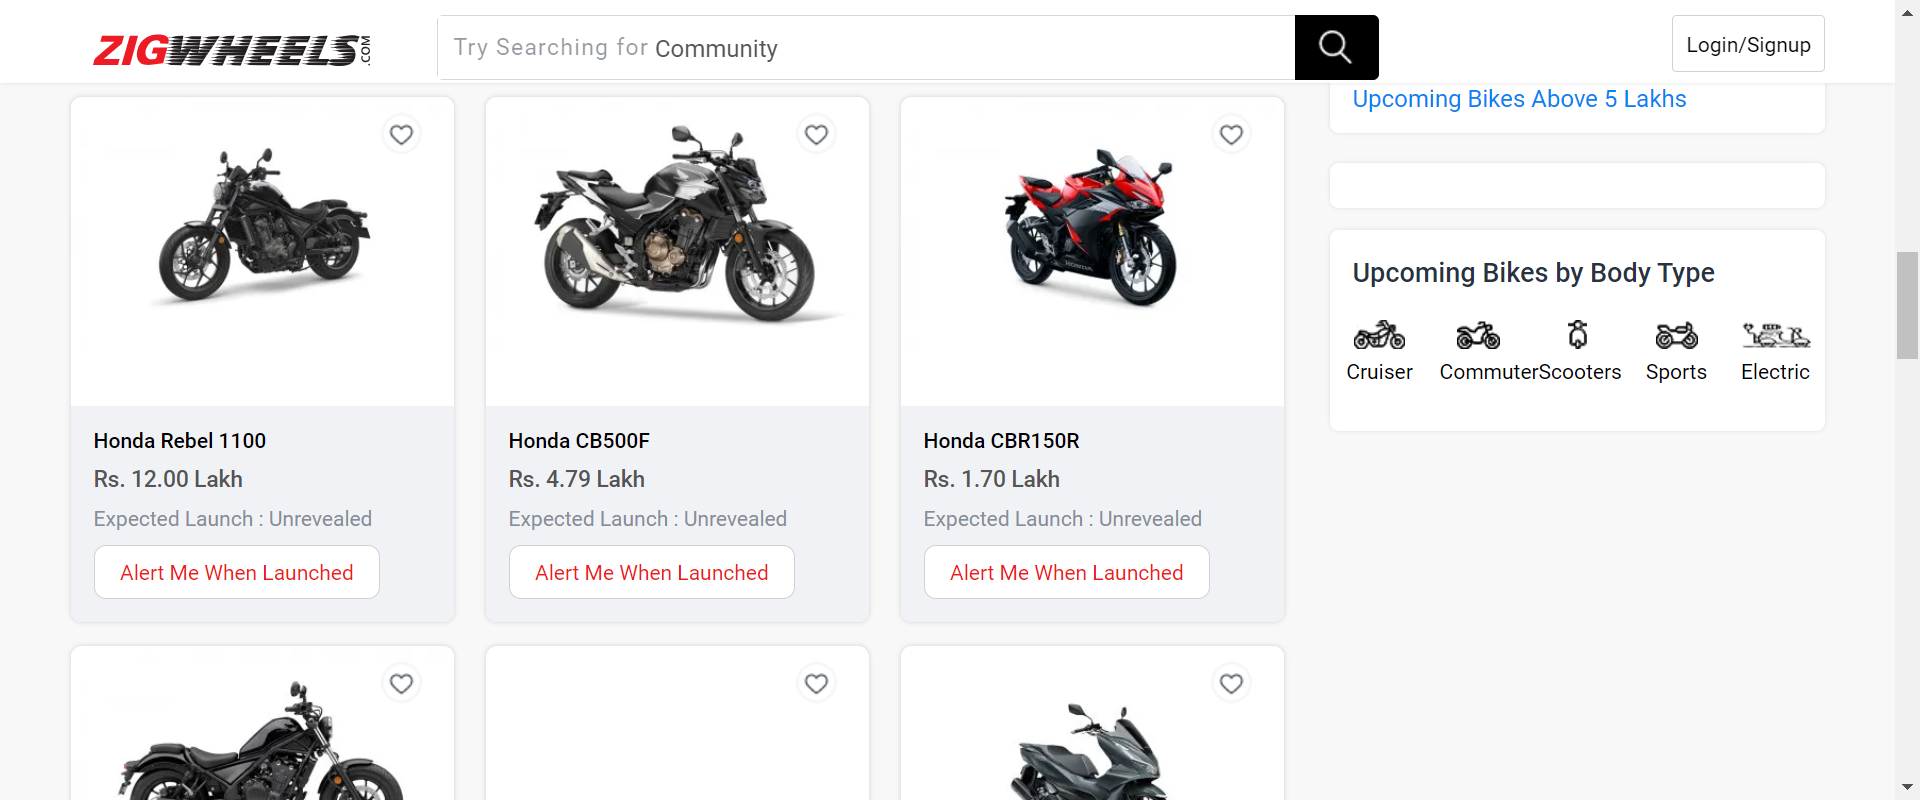 ZIGWHEELS.COM
Try Searching for Community
Login/Signup
Upcoming Bikes Above 5 Lakhs
Honda Rebel 1100
Rs. 12.00 Lakh
Expected Launch : Unrevealed
Alert Me When Launched
Honda CB500F
Rs. 4.79 Lakh
Expected Launch : Unrevealed
Alert Me When Launched
Honda CBR150R
Rs. 1.70 Lakh
Expected Launch : Unrevealed
Alert Me When Launched
HONDA
Upcoming Bikes by Body Type
Cruiser
Commuter
Scooters
Sports
Electric